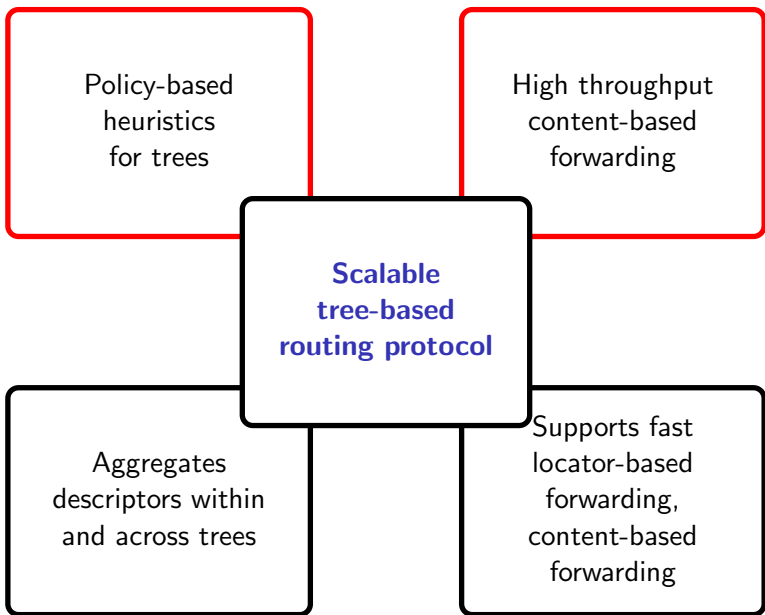 Policy-based
heuristics
for trees
High throughput
content-based
forwarding
Scalable
tree-based
routing protocol
Aggregates
descriptors within
and across trees
Supports fast
locator-based
forwarding,
content-based
forwarding